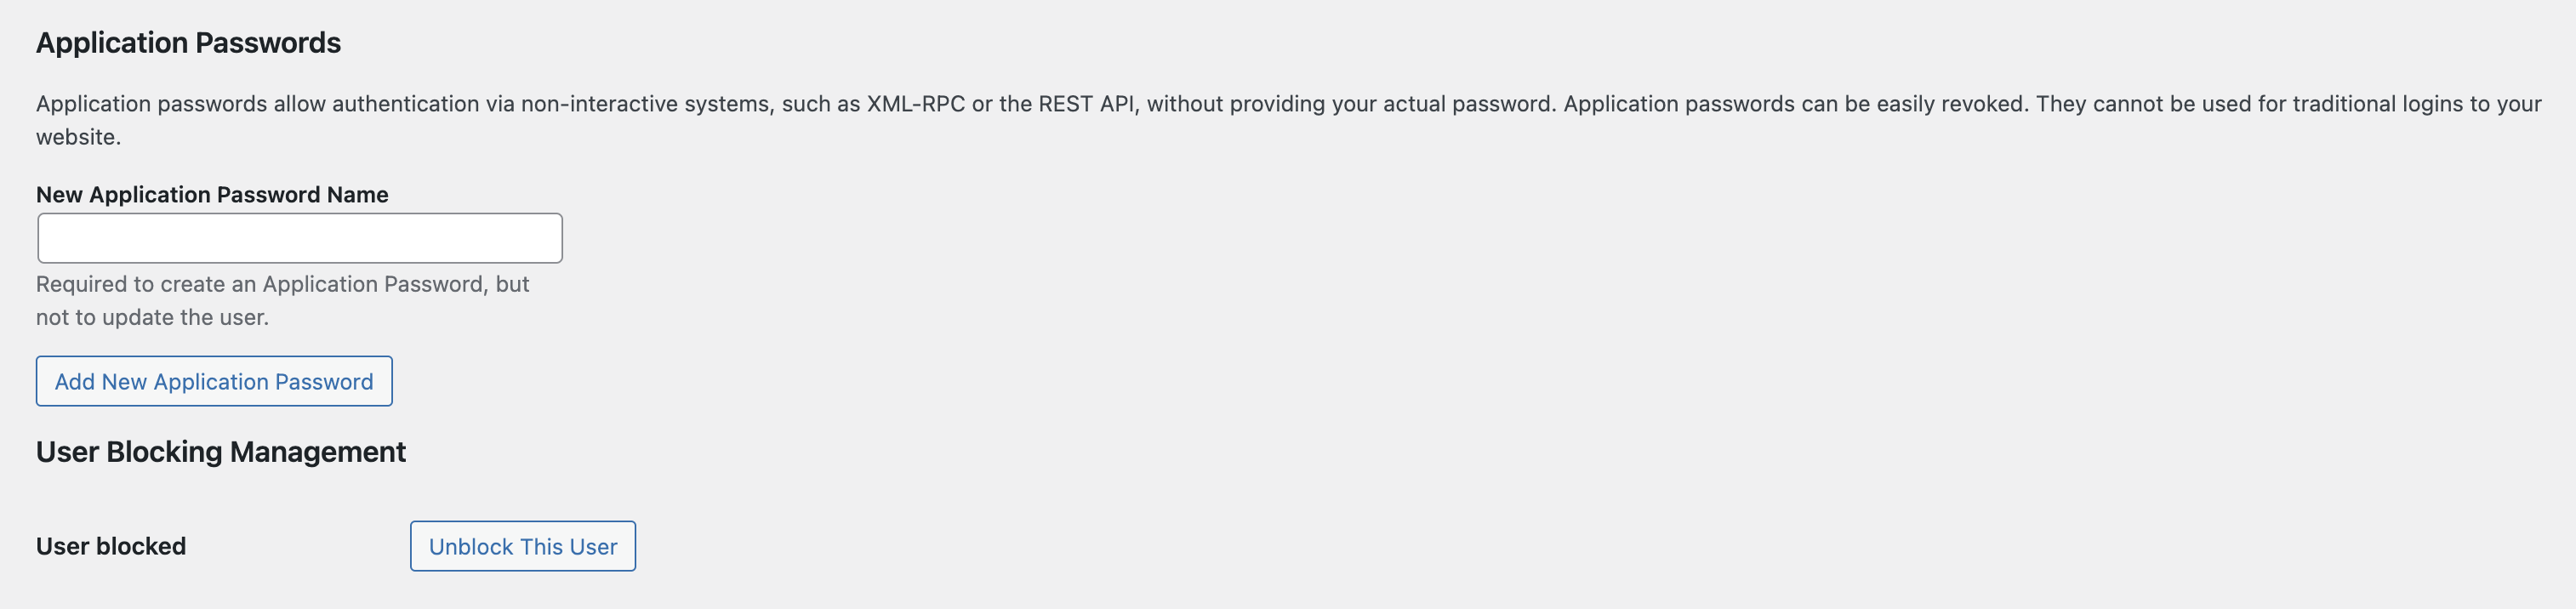 Application Passwords
Application passwords allow authentication via non-interactive systems, such as XML-RPC or the REST API, without providing your actual password. Application passwords can be easily revoked. They cannot be used for traditional logins to your
website.
New Application Password Name
Required to create an Application Password, but
not to update the user.
Add New Application Password
User Blocking Management
User blocked
Unblock This User